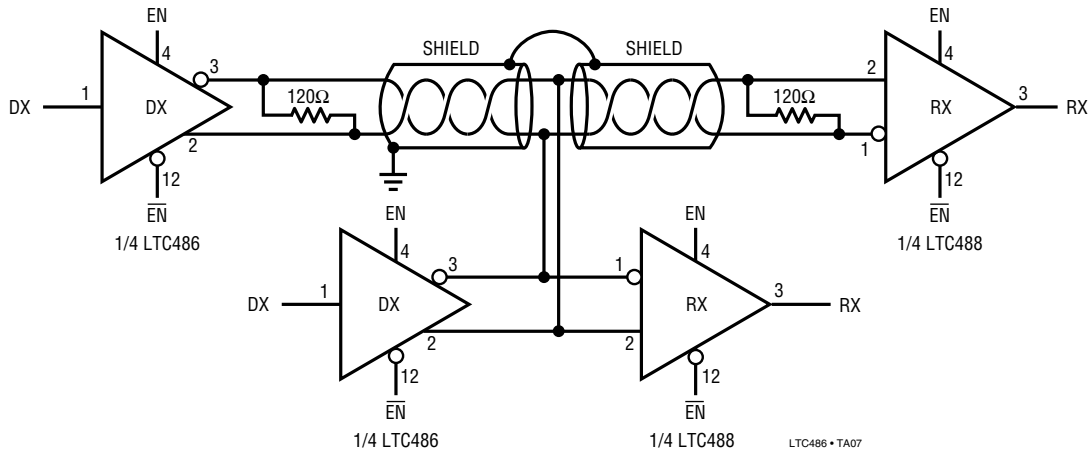 EN
SHIELD
SHIELD
EN
4
3
4
2
120Ω
120Ω
DX
1
DX
RX
3
RX
2
1
12
12
EN
EN
1/4 LTC486
EN
EN
1/4 LTC488
4
3
1
4
DX
1
DX
RX
3
RX
2
2
12
12
EN
EN
1/4 LTC486
1/4 LTC488
LTC486 • TA07